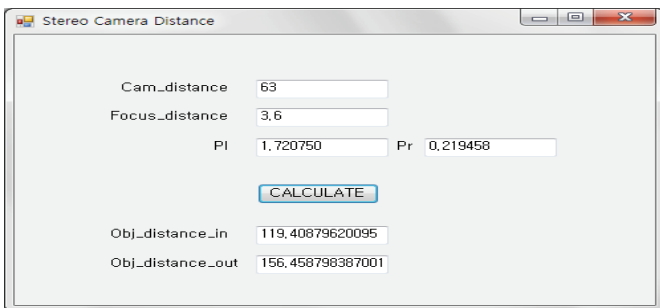 Stereo Camera Distance
Cam_distance 63
Focus_distance 3.6
Pl 1.720750 Pr 0.219458
CALCULATE
Obj_distance_in 119.40879620095
Obj_distance_out 156.458798387001